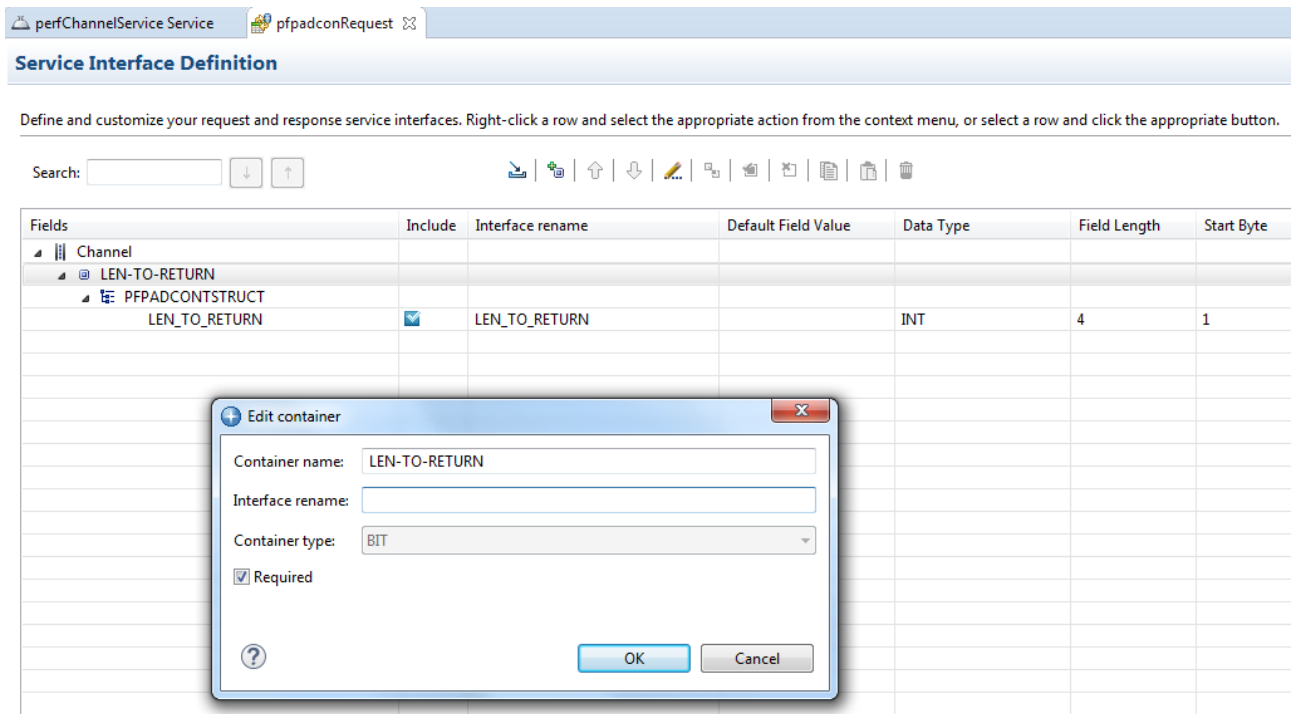 perfChannelService Service pfpadconRequest
Service Interface Definition
Define and customize your request and response service interfaces. Right-click a row and select the appropriate action from the context menu, or select a row and click the appropriate button.
Search:
Fields Include Interface rename Default Field Value Data Type Field Length Start Byte
Channel
LEN-TO-RETURN
PFPADCONTSTRUCT
LEN_TO_RETURN LEN_TO_RETURN INT 4 1
Edit container
Container name: LEN-TO-RETURN
Interface rename:
Container type: BIT
Required
? OK Cancel